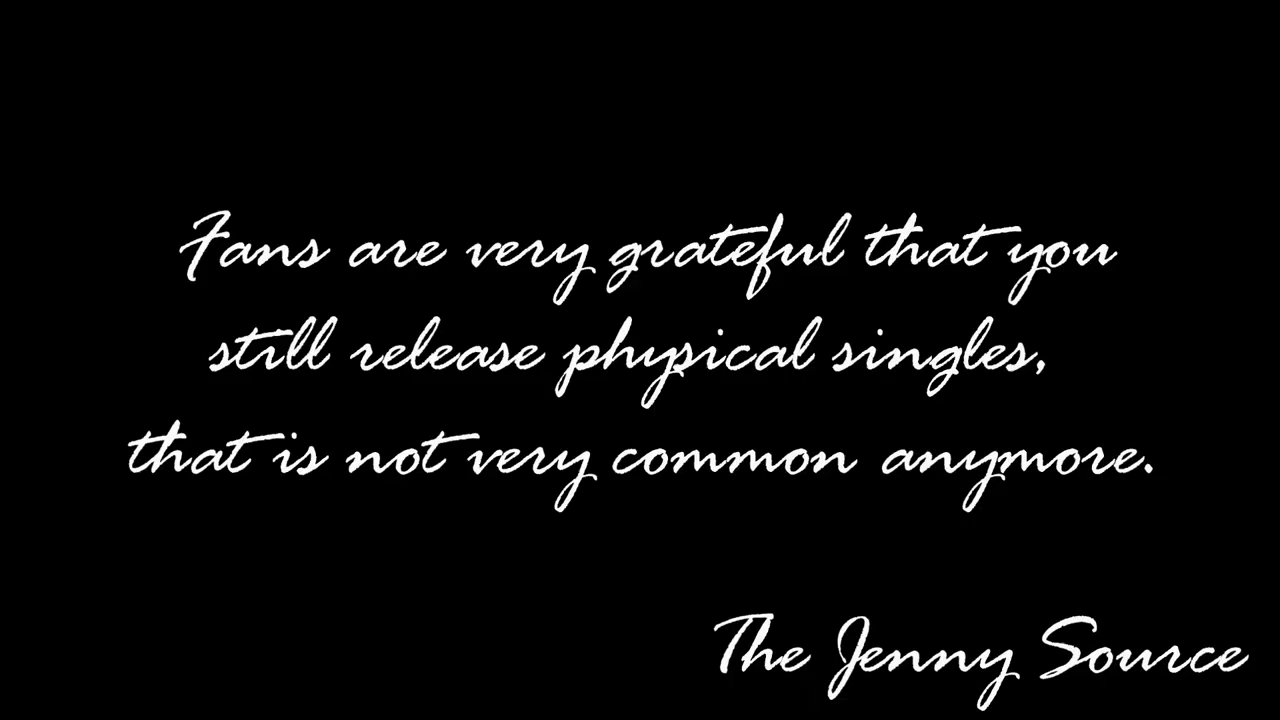 Fans are very grateful that you
still release physical singles,
that is not very common anymore.
The Jenny Source